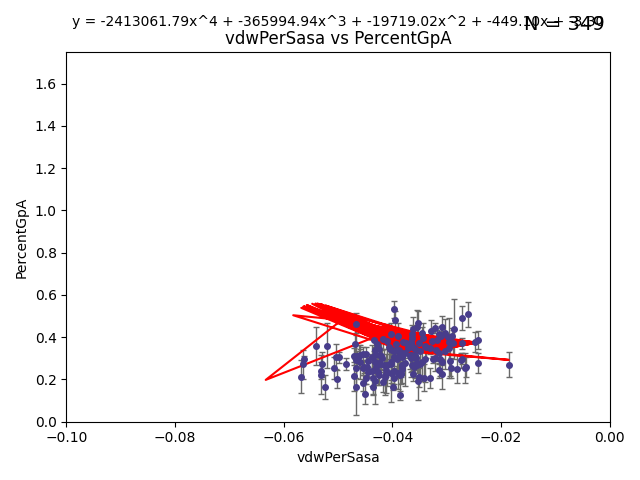 y = -2413061.79x^4 + -365994.94x^3 + -19719.02x^2 + -449.10x + -3.30
N = 349
vdwPerSasa vs PercentGpA
PercentGpA
1.6
1.4
1.2
1.0
0.8
0.6
0.4
0.2
0.0
−0.10 −0.08 −0.06 −0.04 −0.02 0.00
vdwPerSasa